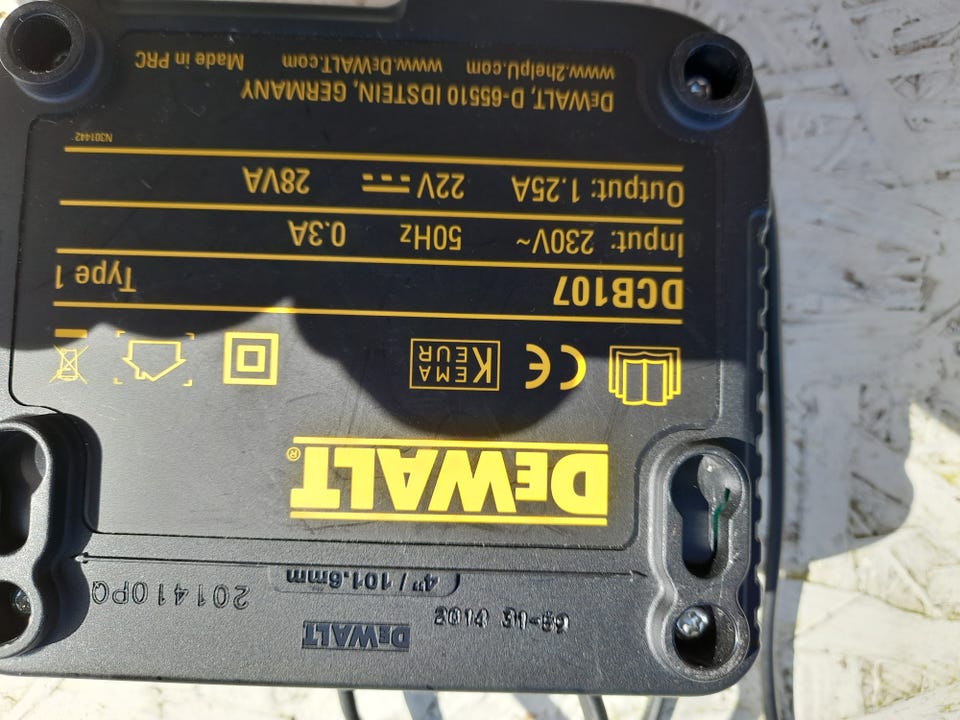 DEWALT
2014
4" / 101.6mm
201410PQ
DEWALT®
CE KEMA KEUR
DCB107 Type 1
Input: 230V~ 50Hz 0.3A
Output: 1.25A 22V 28VA
N301442
DEWALT, D-65510 IDSTEIN, GERMANY
www.2helpU.com www.DEWALT.com Made in PRC